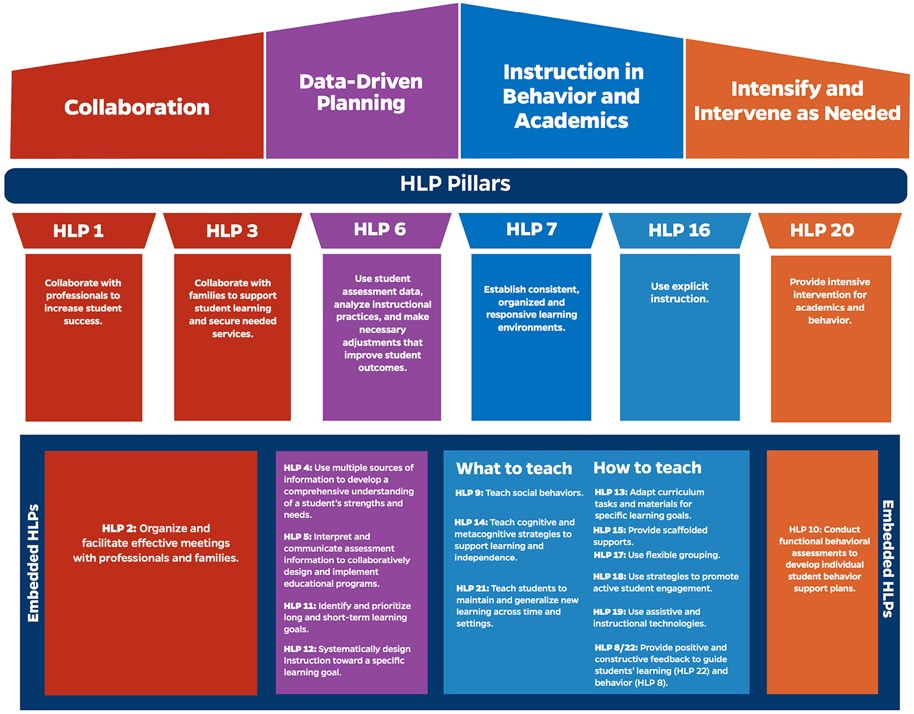 Collaboration
Data-Driven
Planning
Instruction in
Behavior and
Academics
Intensify and
Intervene as Needed
HLP Pillars
HLP 1
Collaborate with
professionals to
increase student
success.
HLP 3
Collaborate with
families to support
student learning
and secure needed
services.
HLP 6
Use student
assessment data,
analyze instructional
practices, and make
necessary
adjustments that
improve student
outcomes.
HLP 7
Establish consistent,
organized and
responsive learning
environments.
HLP 16
Use explicit
instruction.
HLP 20
Provide intensive
intervention for
academics and
behavior.
Embedded HLPs
HLP 2: Organize and
facilitate effective meetings
with professionals and families.
HLP 4: Use multiple sources of
information to develop a
comprehensive understanding
of a student's strengths and
needs.
HLP 5: Interpret and
communicate assessment
information to collaboratively
design and implement
educational programs.
HLP 11: Identify and prioritize
long and short-term learning
goals.
HLP 12: Systematically design
Instruction toward a specific
learning goal.
What to teach
HLP 9: Teach social behaviors.
HLP 14: Teach cognitive and
metacognitive strategies to
support learning and
independence.
HLP 21: Teach students to
maintain and generalize new
learning across time and
settings.
How to teach
HLP 13: Adapt curriculum
tasks and materials for
specific learning goals.
HLP 15: Provide scaffolded
supports.
HLP 17: Use flexible grouping.
HLP 18: Use strategies to promote
active student engagement.
HLP 19: Use assistive and
instructional technologies.
HLP 8/22: Provide positive and
constructive feedback to guide
students' learning (HLP 22) and
behavior (HLP 8).
HLP 10: Conduct
functional behavioral
assessments to
develop individual
student behavior
support plans.
Embedded HLPs